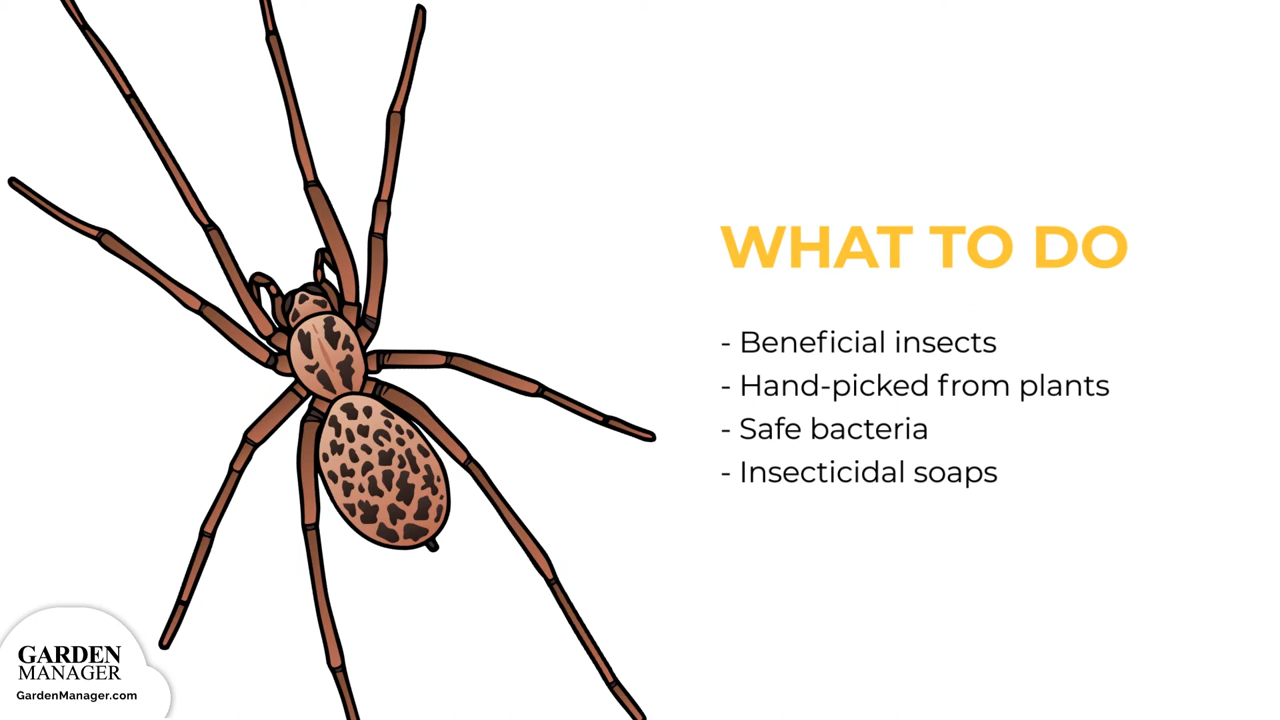 WHAT TO DO
- Beneficial insects
- Hand-picked from plants
- Safe bacteria
- Insecticidal soaps
GARDEN
MANAGER
GardenManager.com